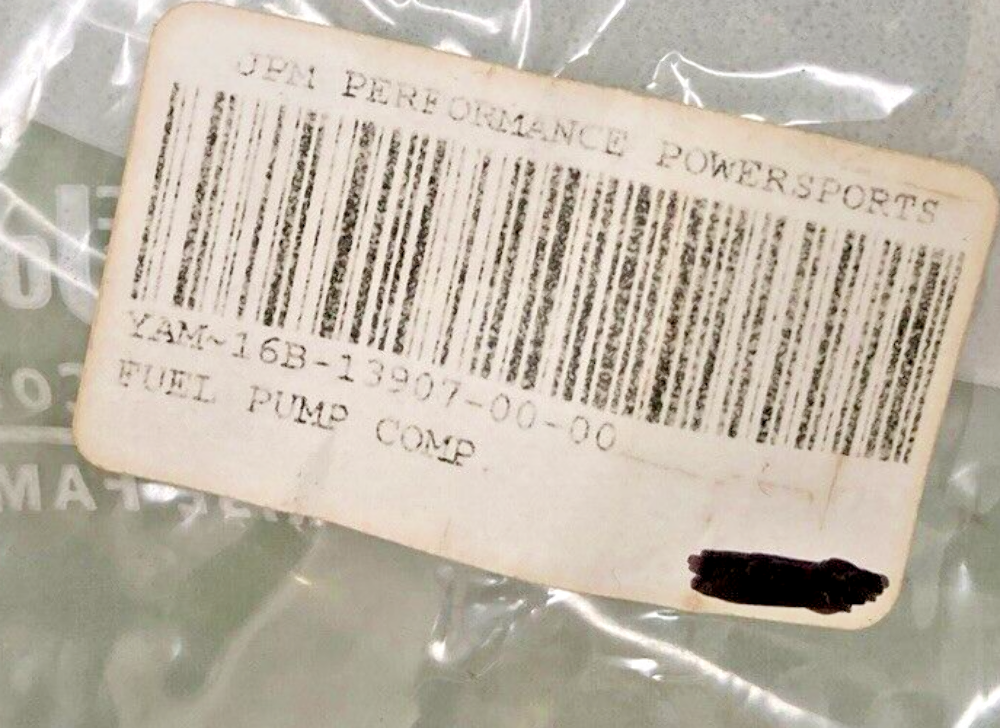 JPM PERFORMANCE POWERSPORTS
YAM~16B-13907-00-00
FUEL PUMP COMP.